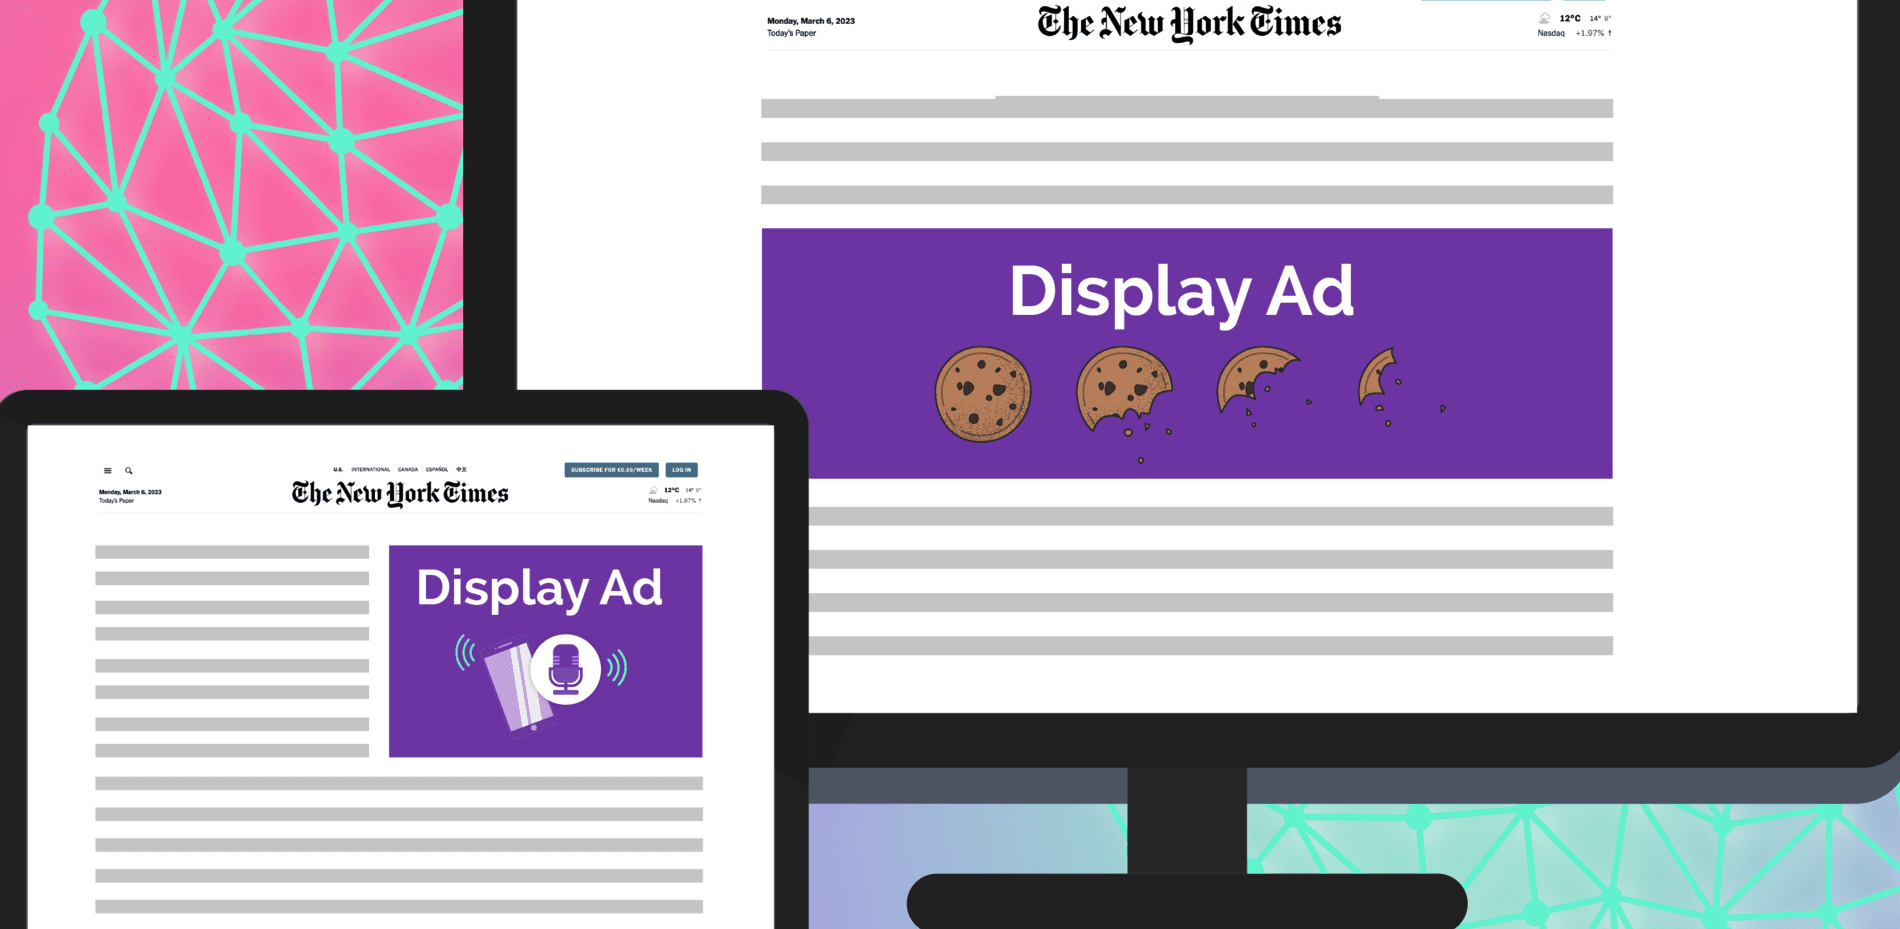 Monday, March 6, 2023
Today's Paper
The New York Times
12°C 14° 8°
Nasdaq +1.97% ↑
Display Ad
U.S. INTERNATIONAL CANADA ESPAÑOL 中文
SUBSCRIBE FOR €0.50/WEEK LOG IN
Monday, March 6, 2023
Today's Paper
The New York Times
12°C 14° 8°
Nasdaq +1.97% ↑
Display Ad